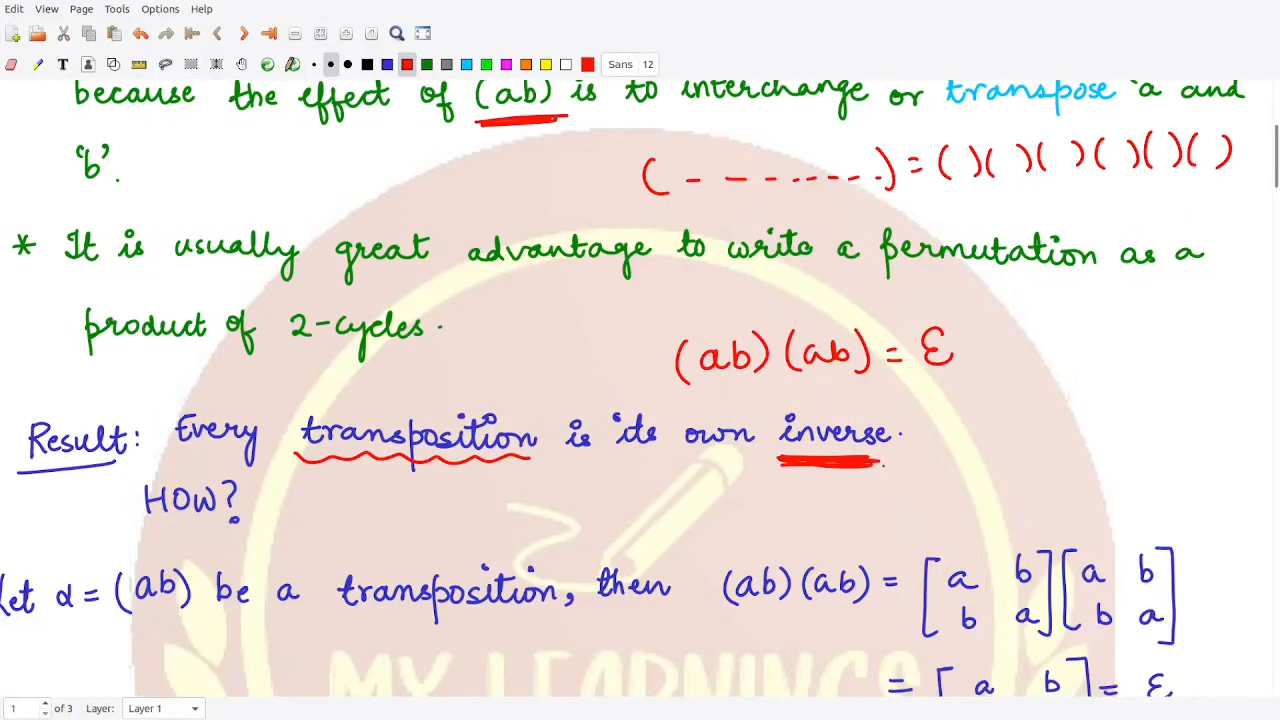 Edit View Page Tools Options Help
Sans 12
because the effect of (ab) is to interchange or transpose 'a and
'b'.
( _ _ _ ......) = ( )( )( )( )( )( )
* It is usually great advantage to write a permutation as a
product of 2-cycles.
(ab)(ab) = ε
Result: Every transposition is its own inverse.
HOW?
Let α = (ab) be a transposition, then (ab)(ab) = [a b
b a] [a b
b a]
= [a b] = ε
MY LEARNINGS
1 of 3 Layer: Layer 1